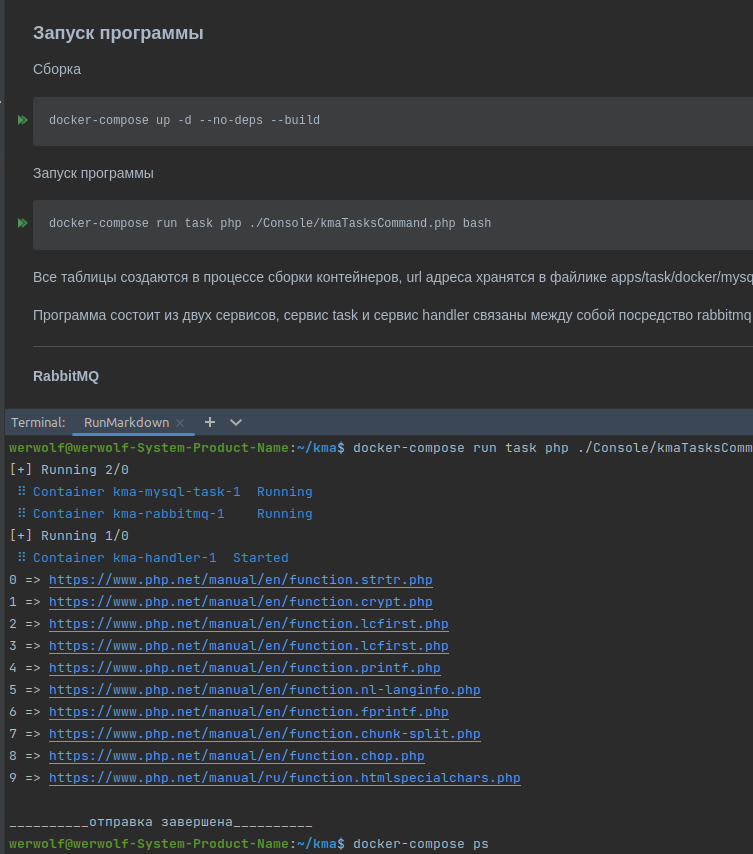 Запуск программы
Сборка
docker-compose up -d --no-deps --build
Запуск программы
docker-compose run task php ./Console/kmaTasksCommand.php bash
Все таблицы создаются в процессе сборки контейнеров, url адреса хранятся в файлике apps/task/docker/mysq
Программа состоит из двух сервисов, сервис task и сервис handler связаны между собой посредство rabbitmq
RabbitMQ
Terminal: RunMarkdown × +
werwolf@werwolf-System-Product-Name:~/kma$ docker-compose run task php ./Console/kmaTasksComm
[+] Running 2/0
⠿ Container kma-mysql-task-1 Running
⠿ Container kma-rabbitmq-1 Running
[+] Running 1/0
⠿ Container kma-handler-1 Started
0 => https://www.php.net/manual/en/function.strtr.php
1 => https://www.php.net/manual/en/function.crypt.php
2 => https://www.php.net/manual/en/function.lcfirst.php
3 => https://www.php.net/manual/en/function.lcfirst.php
4 => https://www.php.net/manual/en/function.printf.php
5 => https://www.php.net/manual/en/function.nl-langinfo.php
6 => https://www.php.net/manual/en/function.fprintf.php
7 => https://www.php.net/manual/en/function.chunk-split.php
8 => https://www.php.net/manual/en/function.chop.php
9 => https://www.php.net/manual/ru/function.htmlspecialchars.php
__________отправка завершена__________
werwolf@werwolf-System-Product-Name:~/kma$ docker-compose ps